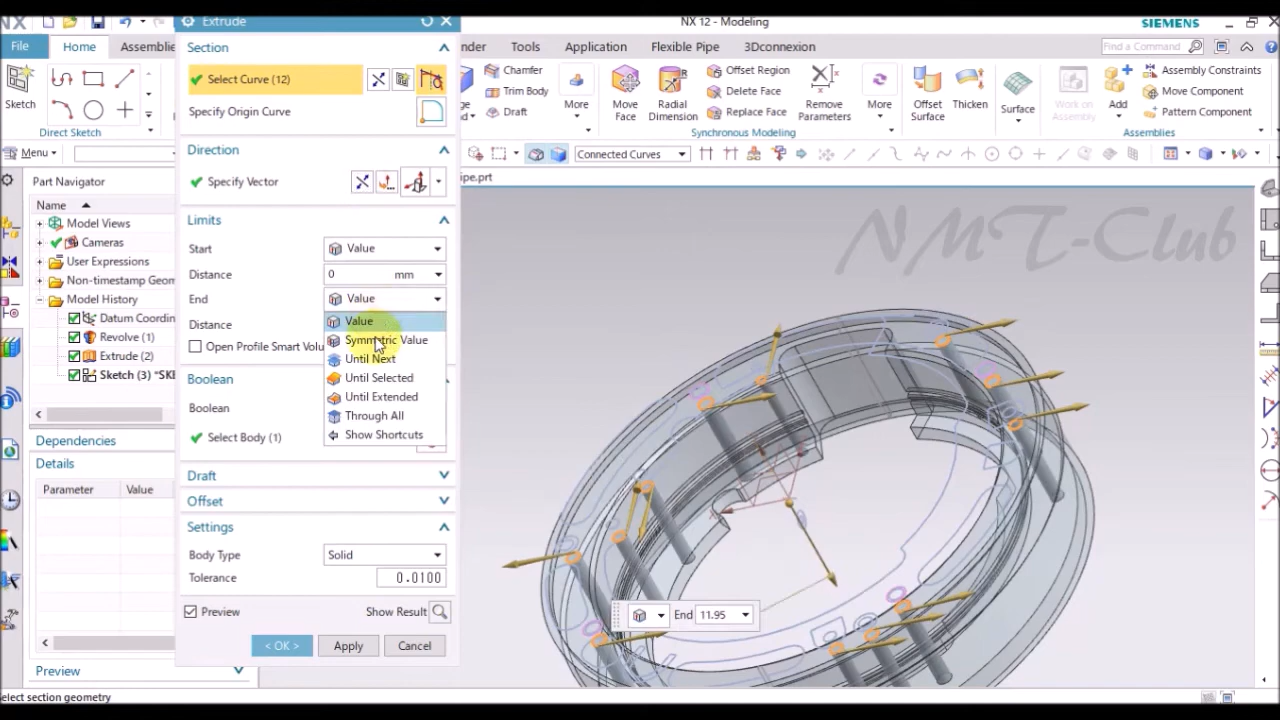 NX
Extrude
NX 12 - Modeling
SIEMENS
File
Home
Assemblies
nder
Tools
Application
Flexible Pipe
3Dconnexion
Find a Command
Sketch
Direct Sketch
Chamfer
Trim Body
Draft
More
Move Face
Radial Dimension
Offset Region
Delete Face
Replace Face
Remove Parameters
More
Synchronous Modeling
Offset Surface
Thicken
Surface
Work on Assembly
Add
Assembly Constraints
Move Component
Pattern Component
Assemblies
Menu
Connected Curves
ipe.prt
Part Navigator
Name
Model Views
Cameras
User Expressions
Non-timestamp Geom
Model History
Datum Coordin
Revolve (1)
Extrude (2)
Sketch (3) "SK
Dependencies
Details
Parameter
Value
Preview
Section
Select Curve (12)
Specify Origin Curve
Direction
Specify Vector
Limits
Start
Value
Distance
0 mm
End
Value
Distance
Value
Symmetric Value
Until Next
Until Selected
Until Extended
Through All
Show Shortcuts
Open Profile Smart Volu
Boolean
Boolean
Select Body (1)
Draft
Offset
Settings
Body Type
Solid
Tolerance
0.0100
Preview
Show Result
< OK >
Apply
Cancel
NMT-Club
End 11.95
Select section geometry